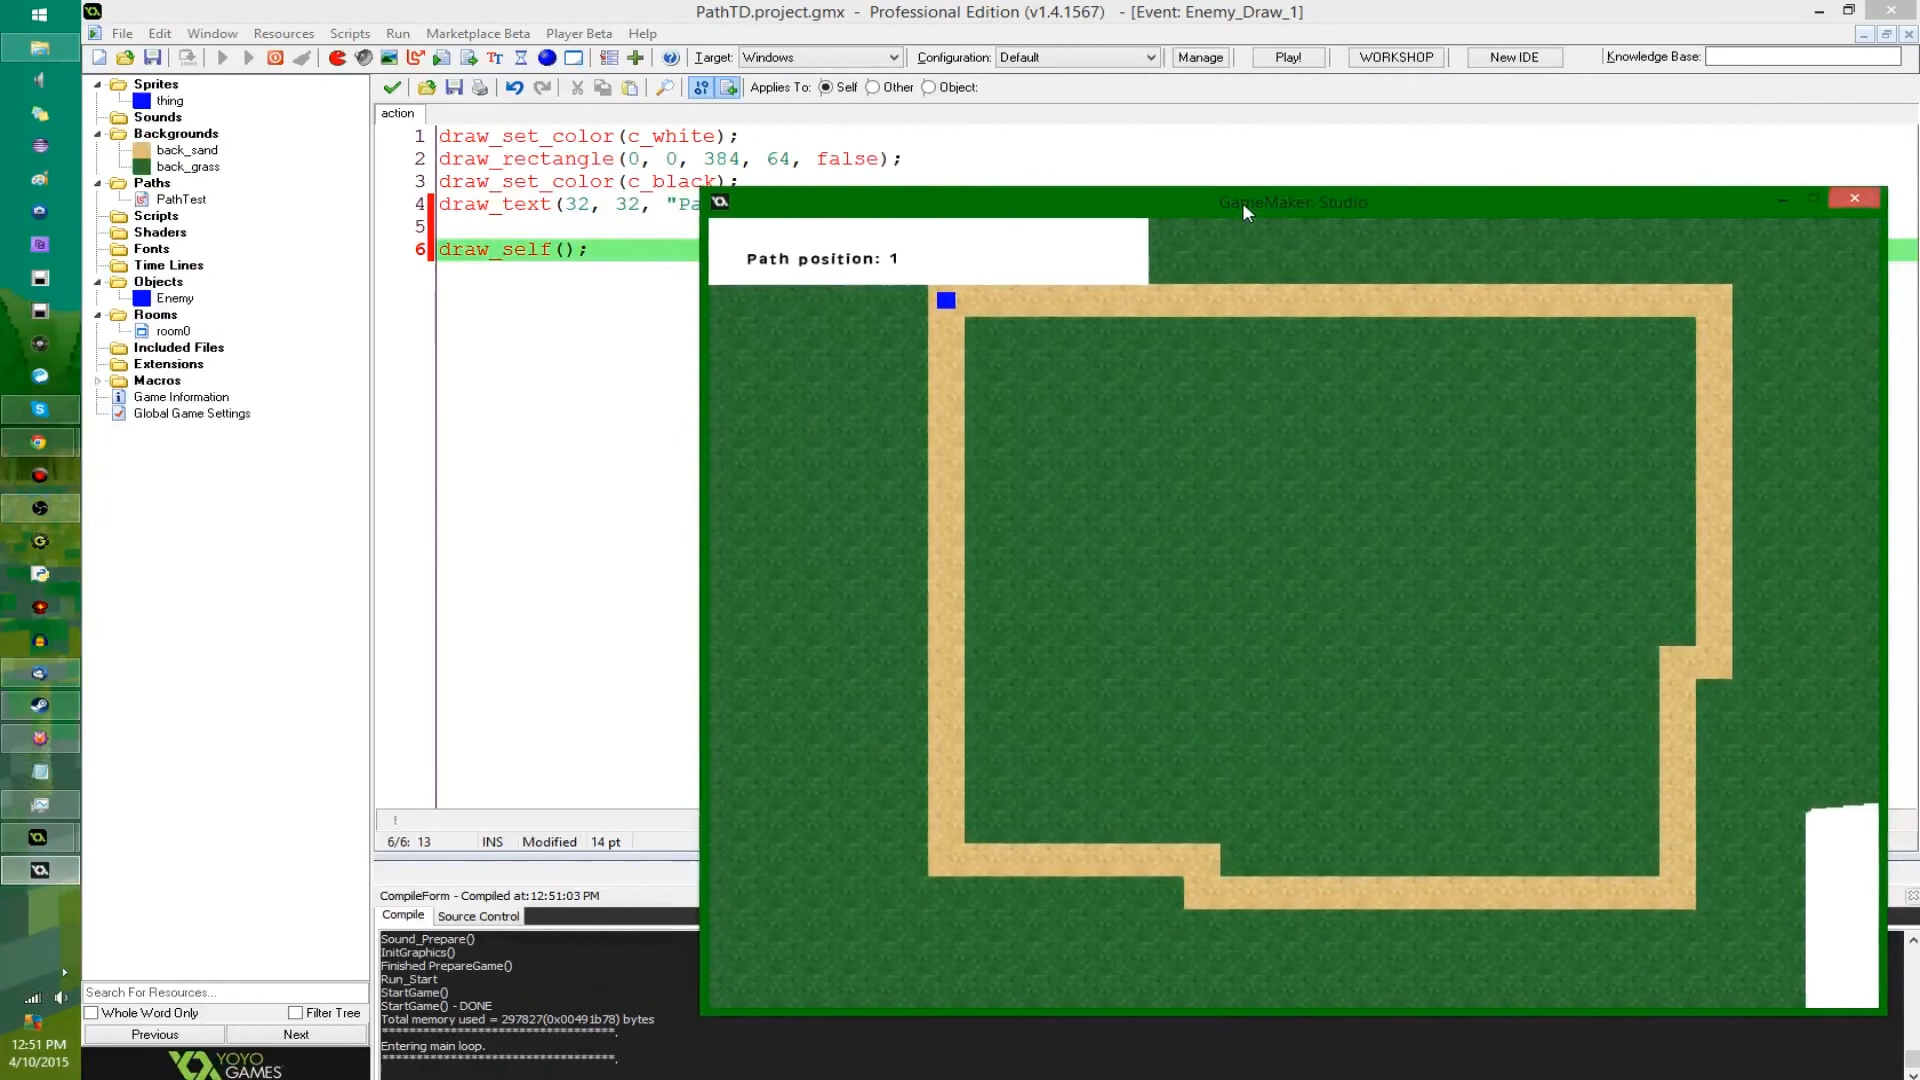 PathTD.project.gmx - Professional Edition (v1.4.1567) - [Event: Enemy_Draw_1]
File Edit Window Resources Scripts Run Marketplace Beta Player Beta Help
Target: Windows Configuration: Default Manage Play! WORKSHOP New IDE Knowledge Base:
Applies To: Self Other Object:
action
Sprites
thing
Sounds
Backgrounds
back_sand
back_grass
Paths
PathTest
Scripts
Shaders
Fonts
Time Lines
Objects
Enemy
Rooms
room0
Included Files
Extensions
Macros
Game Information
Global Game Settings
1 draw_set_color(c_white);
2 draw_rectangle(0, 0, 384, 64, false);
3 draw_set_color(c_black);
4 draw_text(32, 32, "Pa
5
6 draw_self();
GameMaker: Studio
Path position: 1
6/6: 13 INS Modified 14 pt
CompileForm - Compiled at:12:51:03 PM
Compile Source Control
Sound_Prepare()
InitGraphics()
Finished PrepareGame()
Run_Start
StartGame()
StartGame() - DONE
Total memory used = 297827(0x00491b78) bytes
**********************************.
Entering main loop.
**********************************.
Search For Resources...
Whole Word Only Filter Tree
Previous Next
YOYO
GAMES
12:51 PM
4/10/2015